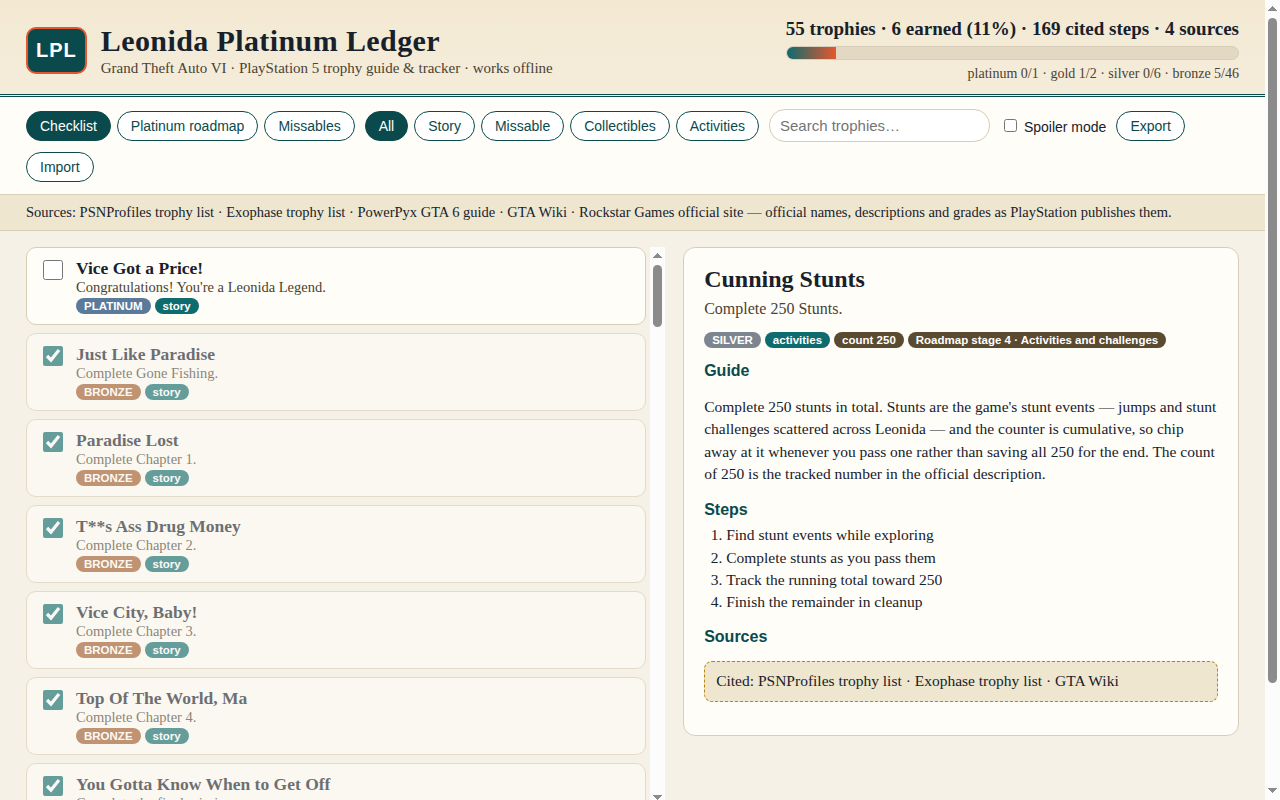 LPL
Leonida Platinum Ledger
Grand Theft Auto VI · PlayStation 5 trophy guide & tracker · works offline
55 trophies · 6 earned (11%) · 169 cited steps · 4 sources
platinum 0/1 · gold 1/2 · silver 0/6 · bronze 5/46
Checklist Platinum roadmap Missables All Story Missable Collectibles Activities Search trophies… Spoiler mode Export
Import
Sources: PSNProfiles trophy list · Exophase trophy list · PowerPyx GTA 6 guide · GTA Wiki · Rockstar Games official site — official names, descriptions and grades as PlayStation publishes them.
Vice Got a Price!
Congratulations! You're a Leonida Legend.
PLATINUM story
Just Like Paradise
Complete Gone Fishing.
BRONZE story
Paradise Lost
Complete Chapter 1.
BRONZE story
T**s Ass Drug Money
Complete Chapter 2.
BRONZE story
Vice City, Baby!
Complete Chapter 3.
BRONZE story
Top Of The World, Ma
Complete Chapter 4.
BRONZE story
You Gotta Know When to Get Off
Cunning Stunts
Complete 250 Stunts.
SILVER activities count 250 Roadmap stage 4 · Activities and challenges
Guide
Complete 250 stunts in total. Stunts are the game's stunt events — jumps and stunt
challenges scattered across Leonida — and the counter is cumulative, so chip
away at it whenever you pass one rather than saving all 250 for the end. The count
of 250 is the tracked number in the official description.
Steps
1. Find stunt events while exploring
2. Complete stunts as you pass them
3. Track the running total toward 250
4. Finish the remainder in cleanup
Sources
Cited: PSNProfiles trophy list · Exophase trophy list · GTA Wiki